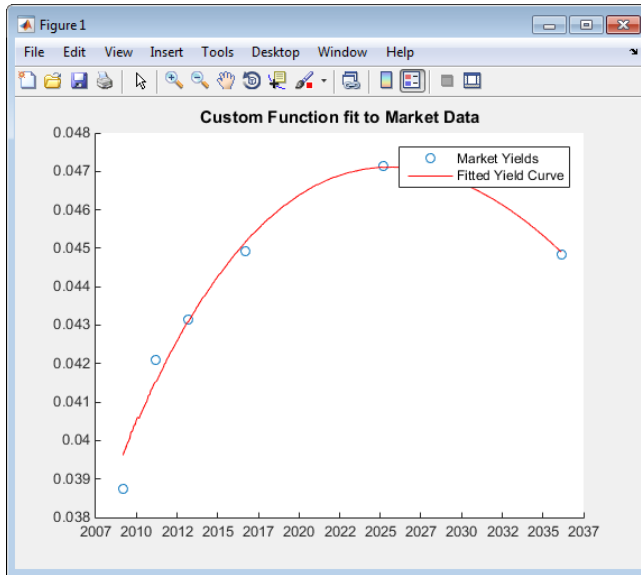 Figure 1
File Edit View Insert Tools Desktop Window Help
Custom Function fit to Market Data
0.048
0.047
0.046
0.045
0.044
0.043
0.042
0.041
0.04
0.039
0.038
Market Yields
Fitted Yield Curve
2007 2010 2012 2015 2017 2020 2022 2025 2027 2030 2032 2035 2037